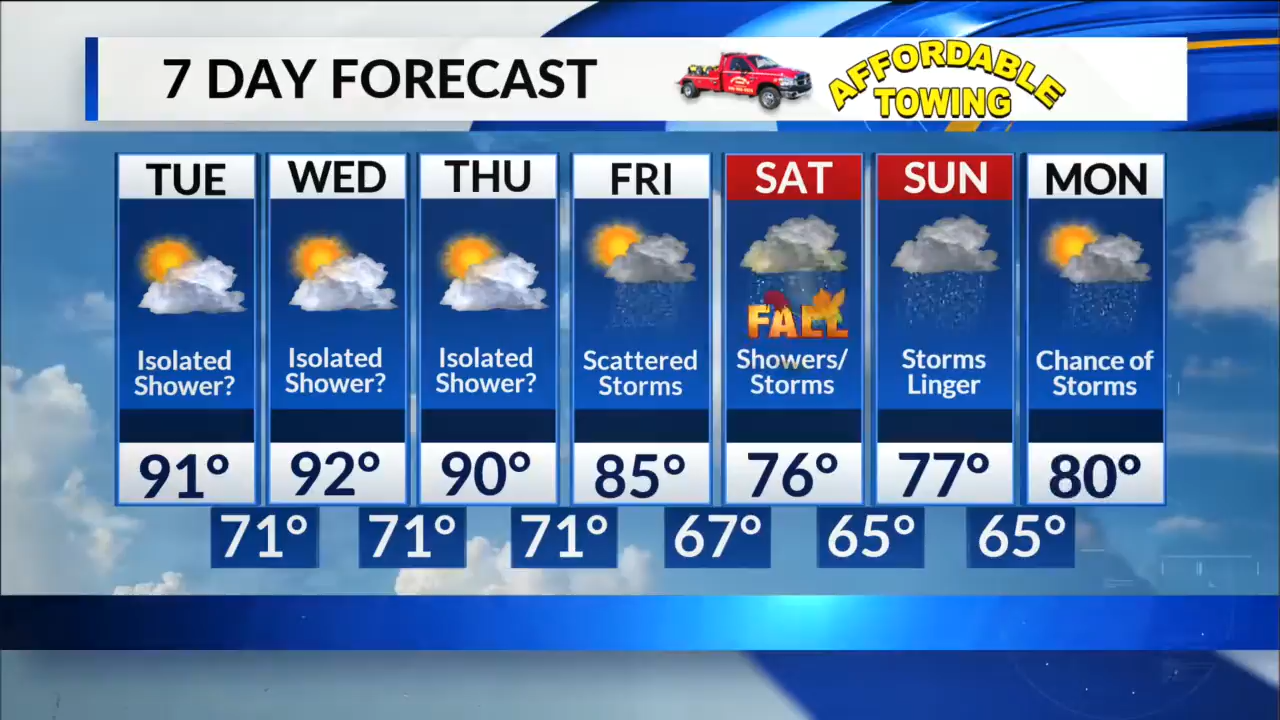 7 DAY FORECAST
AFFORDABLE
TOWING
TUE
WED
THU
FRI
SAT
SUN
MON
FALL
Isolated
Shower?
Isolated
Shower?
Isolated
Shower?
Scattered
Storms
Showers/
Storms
Storms
Linger
Chance of
Storms
91°
92°
90°
85°
76°
77°
80°
71°
71°
71°
67°
65°
65°